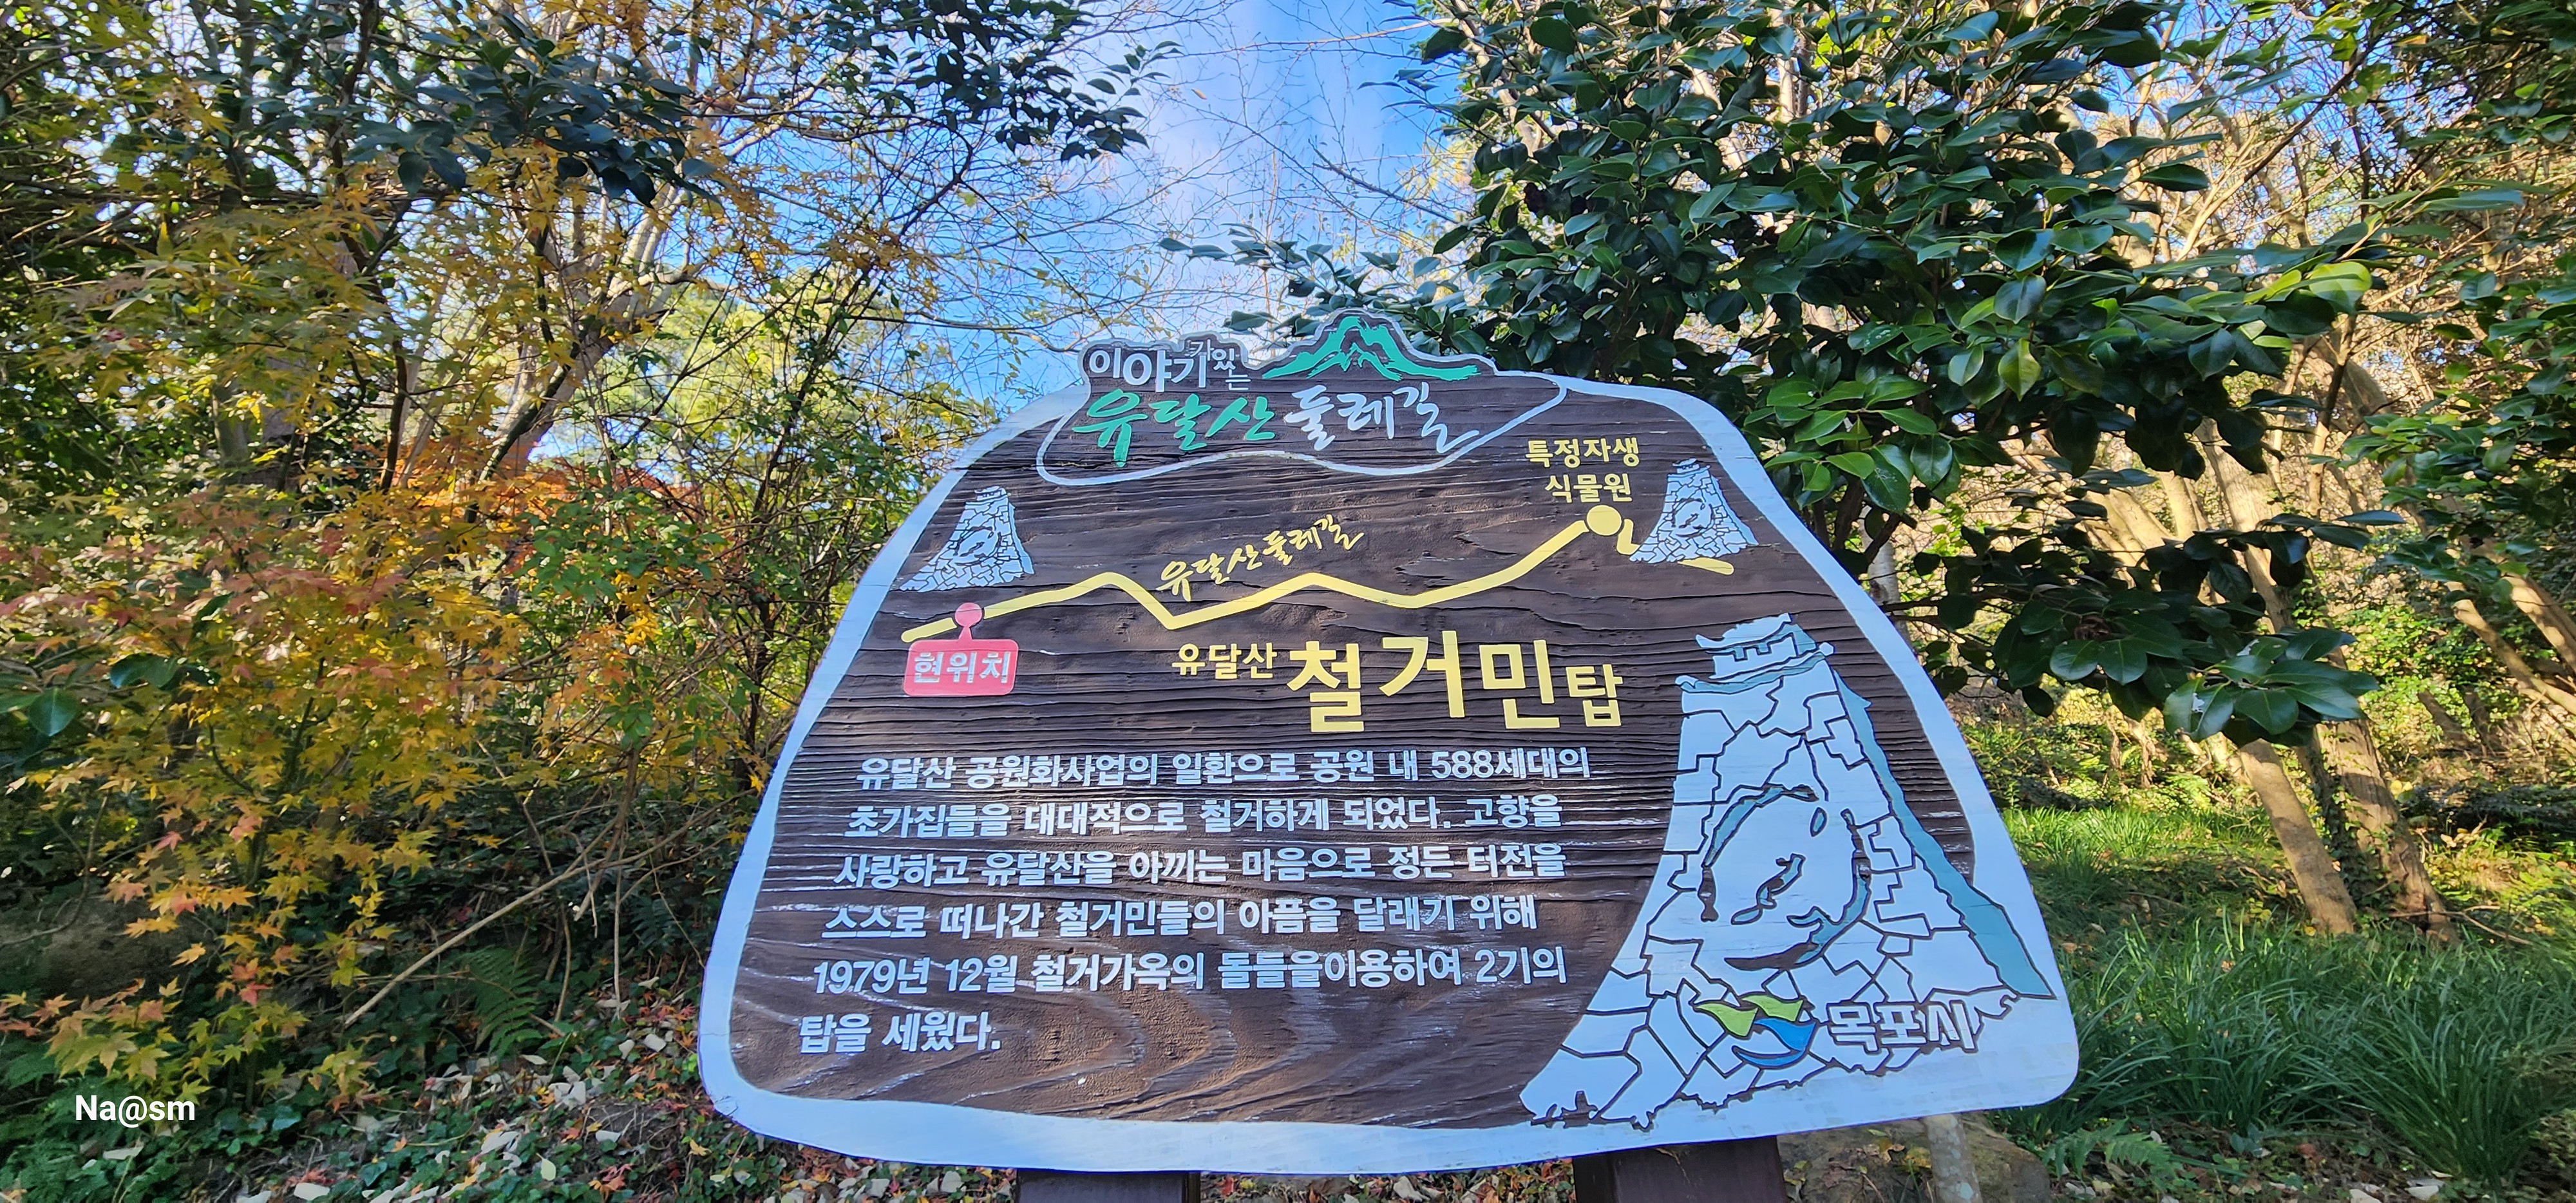 이야기있는
유달산 둘레길
특정자생
식물원
유달산둘레길
현위치
유달산 철거민탑
유달산 공원화사업의 일환으로 공원 내 588세대의
초가집들을 대대적으로 철거하게 되었다. 고향을
사랑하고 유달산을 아끼는 마음으로 정든 터전을
스스로 떠나간 철거민들의 아픔을 달래기 위해
1979년 12월 철거가옥의 돌들을이용하여 2기의
탑을 세웠다.
목포시
Na@sm